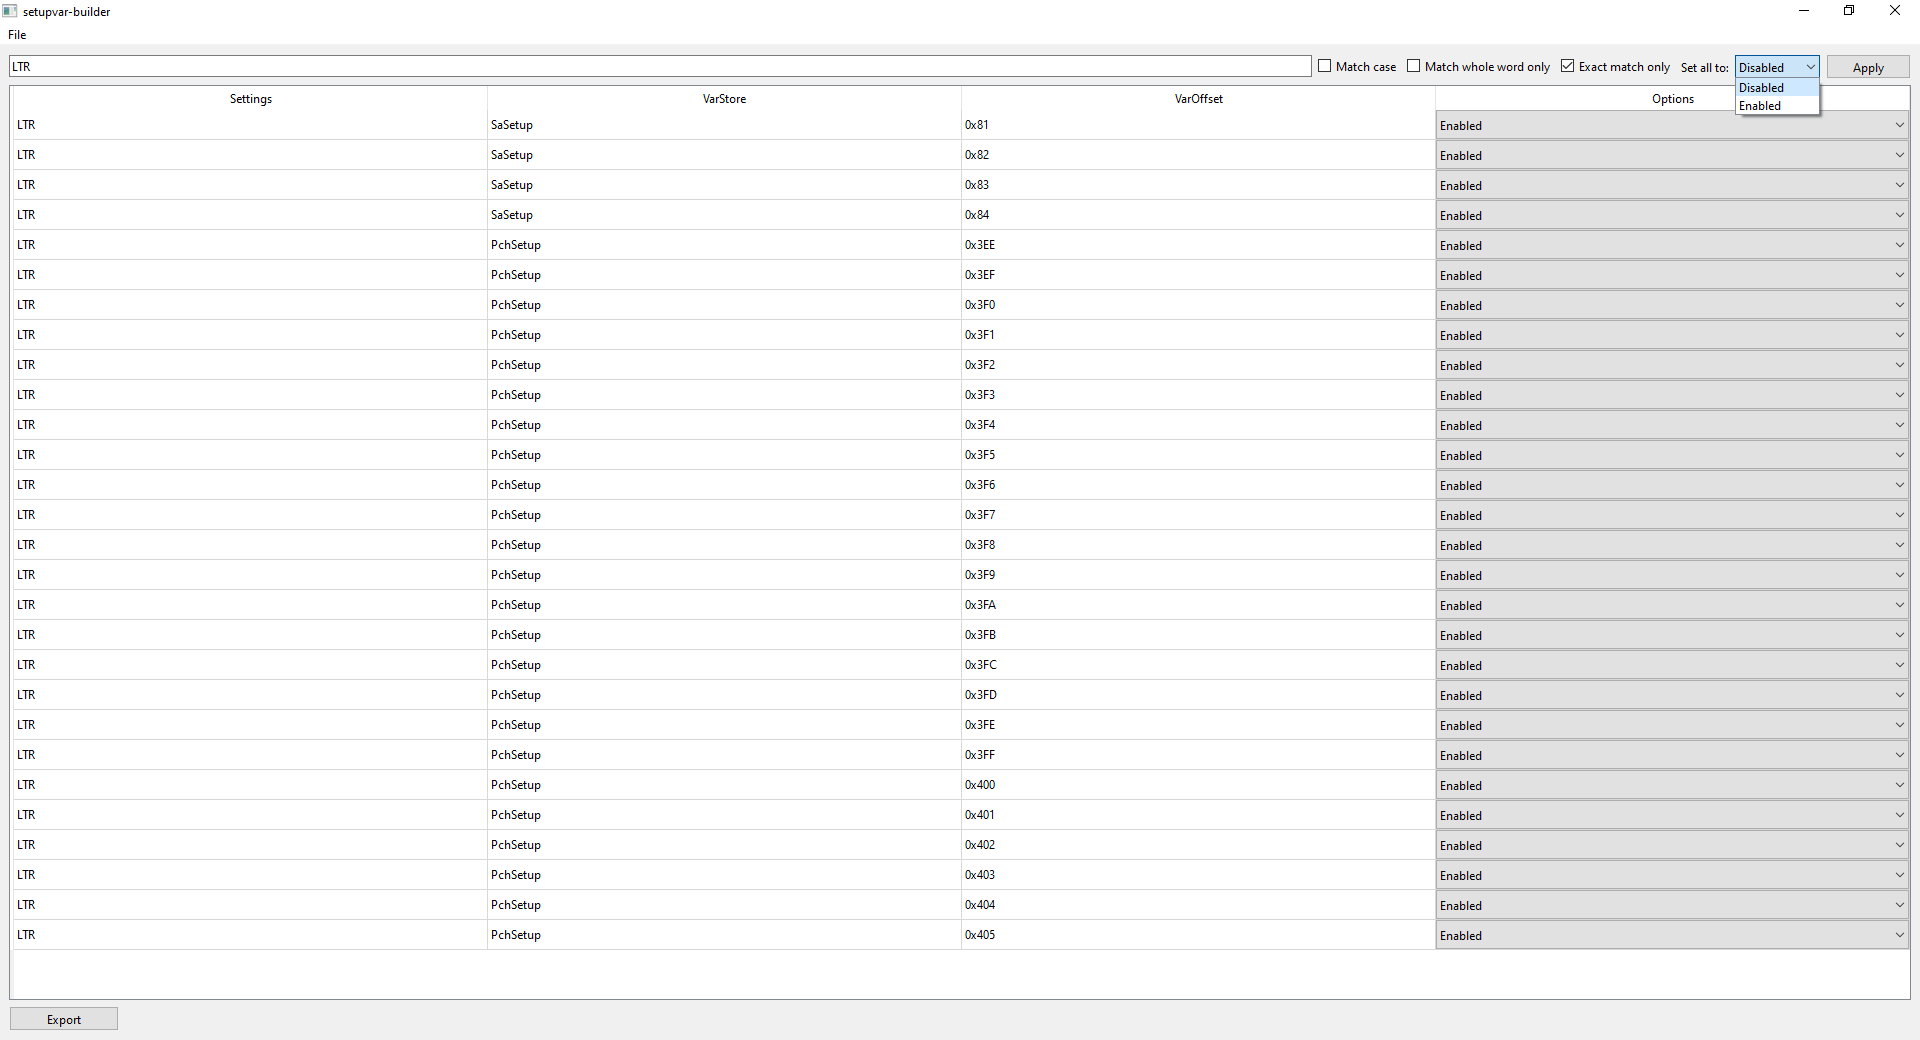 setupvar-builder
File
LTR Match case Match whole word only Exact match only Set all to: Disabled Apply
Disabled
Enabled
Settings VarStore VarOffset Options
LTR SaSetup 0x81 Enabled
LTR SaSetup 0x82 Enabled
LTR SaSetup 0x83 Enabled
LTR SaSetup 0x84 Enabled
LTR PchSetup 0x3EE Enabled
LTR PchSetup 0x3EF Enabled
LTR PchSetup 0x3F0 Enabled
LTR PchSetup 0x3F1 Enabled
LTR PchSetup 0x3F2 Enabled
LTR PchSetup 0x3F3 Enabled
LTR PchSetup 0x3F4 Enabled
LTR PchSetup 0x3F5 Enabled
LTR PchSetup 0x3F6 Enabled
LTR PchSetup 0x3F7 Enabled
LTR PchSetup 0x3F8 Enabled
LTR PchSetup 0x3F9 Enabled
LTR PchSetup 0x3FA Enabled
LTR PchSetup 0x3FB Enabled
LTR PchSetup 0x3FC Enabled
LTR PchSetup 0x3FD Enabled
LTR PchSetup 0x3FE Enabled
LTR PchSetup 0x3FF Enabled
LTR PchSetup 0x400 Enabled
LTR PchSetup 0x401 Enabled
LTR PchSetup 0x402 Enabled
LTR PchSetup 0x403 Enabled
LTR PchSetup 0x404 Enabled
LTR PchSetup 0x405 Enabled
Export